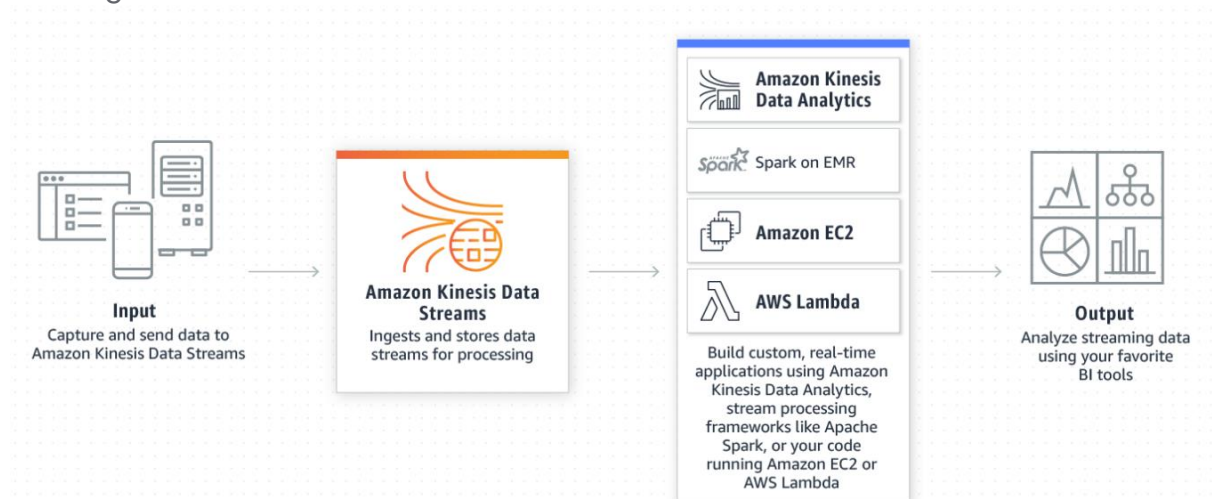 Input
Capture and send data to
Amazon Kinesis Data Streams
Amazon Kinesis Data
Streams
Ingests and stores data
streams for processing
Amazon Kinesis
Data Analytics
APACHE
Spark
Spark on EMR
Amazon EC2
AWS Lambda
Build custom, real-time
applications using Amazon
Kinesis Data Analytics,
stream processing
frameworks like Apache
Spark, or your code
running Amazon EC2 or
AWS Lambda
Output
Analyze streaming data
using your favorite
BI tools